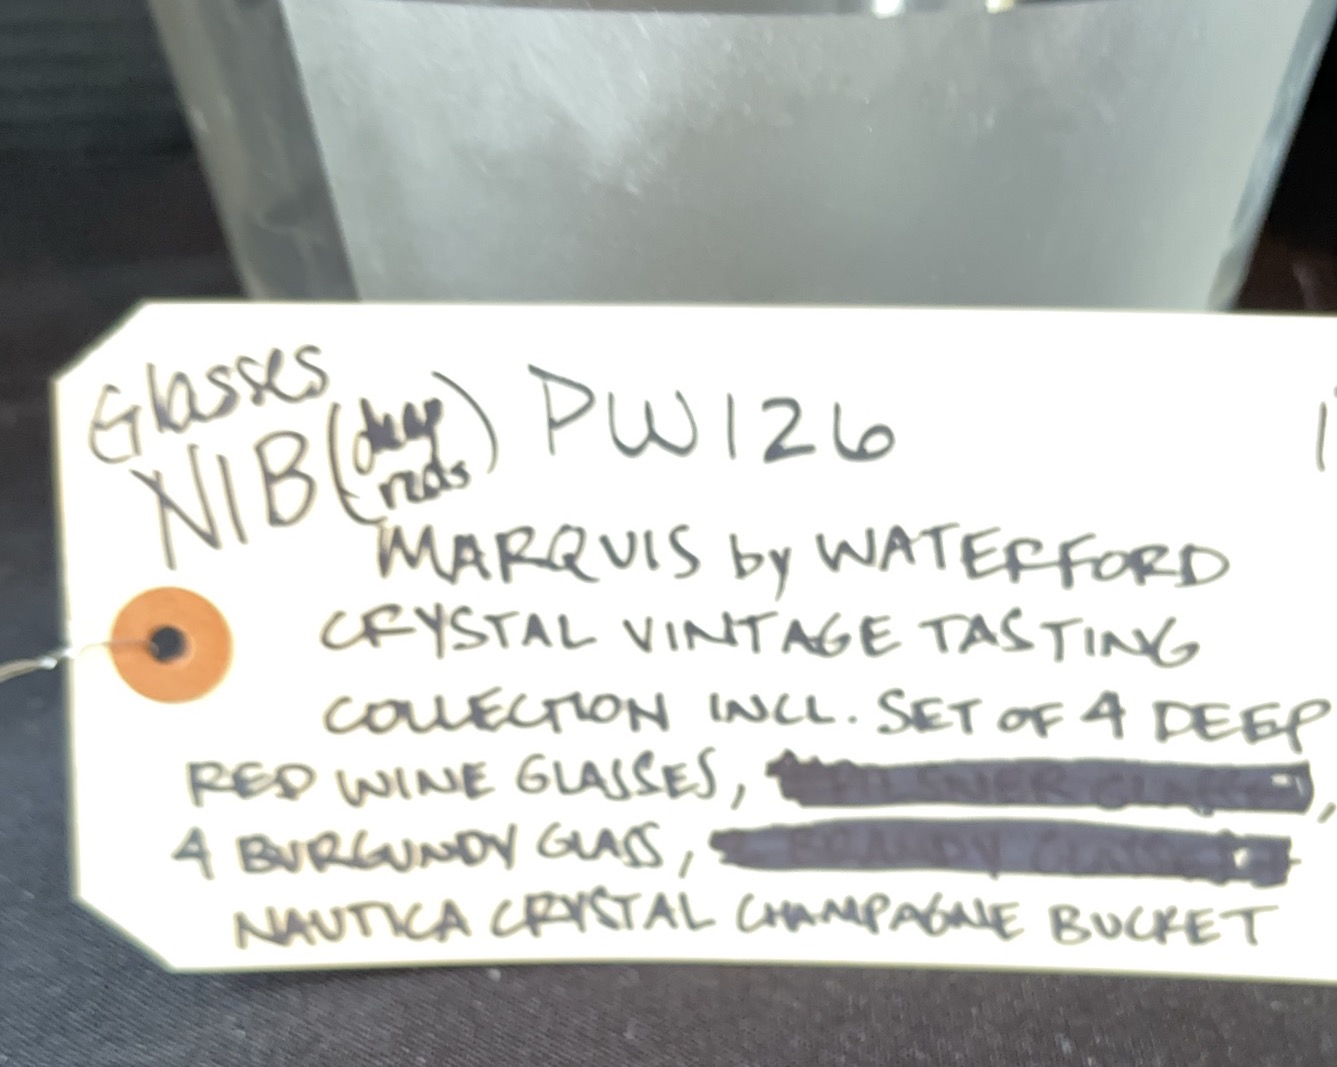 Glasses
NIB (deep reds) PW126
MARQUIS by WATERFORD
CRYSTAL VINTAGE TASTING
COLLECTION INCL. SET OF 4 DEEP
RED WINE GLASSES,
4 BURGUNDY GLASS,
NAUTICA CRYSTAL CHAMPAGNE BUCKET